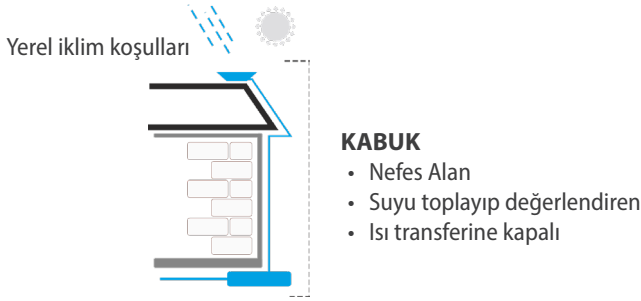 Yerel iklim koşulları
KABUK
• Nefes Alan
• Suyu toplayıp değerlendiren
• Isı transferine kapalı